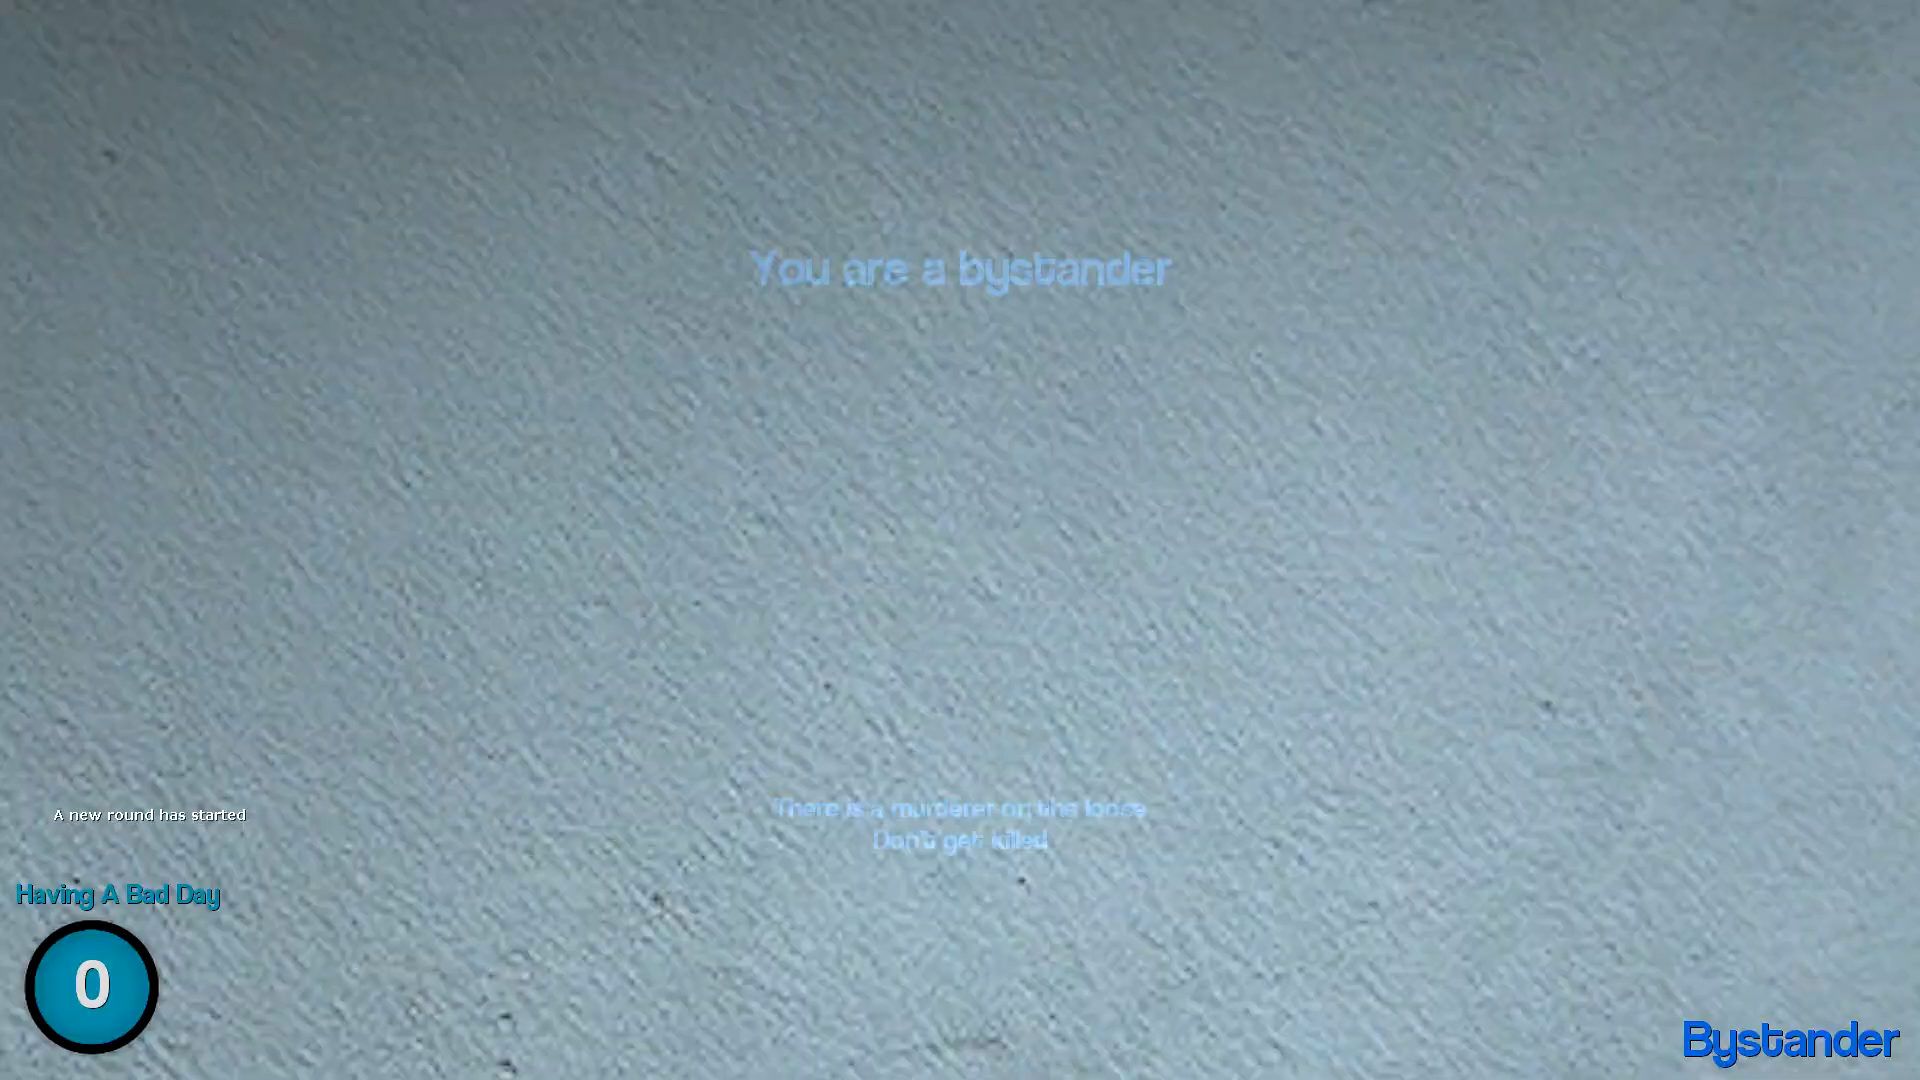 You are a bystander
There is a murderer on the loose
Don't get killed
A new round has started
Having A Bad Day
0
Bystander